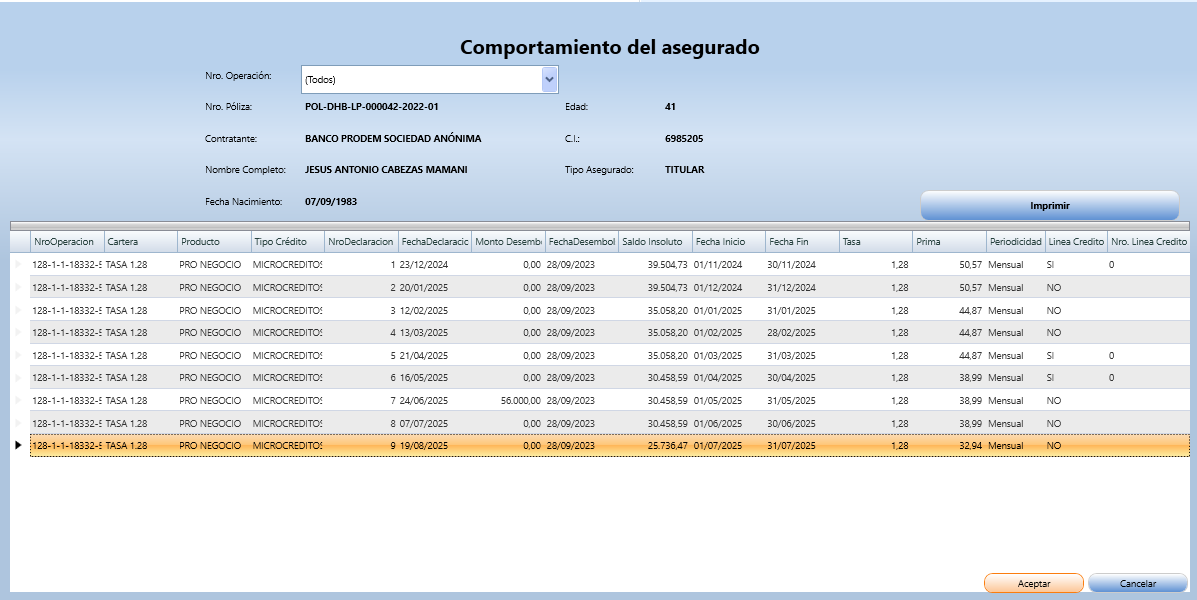 Comportamiento del asegurado
Nro. Operación: (Todos)
Nro. Póliza: POL-DHB-LP-000042-2022-01 Edad: 41
Contratante: BANCO PRODEM SOCIEDAD ANÓNIMA C.I.: 6985205
Nombre Completo: JESUS ANTONIO CABEZAS MAMANI Tipo Asegurado: TITULAR
Fecha Nacimiento: 07/09/1983
Imprimir
NroOperacion Cartera Producto Tipo Crédito NroDeclaracion FechaDeclaracic Monto Desembo FechaDesembol Saldo Insoluto Fecha Inicio Fecha Fin Tasa Prima Periodicidad Linea Credito Nro. Linea Credito
128-1-1-18332-5 TASA 1.28 PRO NEGOCIO MICROCREDITOS 1 23/12/2024 0,00 28/09/2023 39.504,73 01/11/2024 30/11/2024 1,28 50,57 Mensual SI 0
128-1-1-18332-5 TASA 1.28 PRO NEGOCIO MICROCREDITOS 2 20/01/2025 0,00 28/09/2023 39.504,73 01/12/2024 31/12/2024 1,28 50,57 Mensual NO
128-1-1-18332-5 TASA 1.28 PRO NEGOCIO MICROCREDITOS 3 12/02/2025 0,00 28/09/2023 35.058,20 01/01/2025 31/01/2025 1,28 44,87 Mensual NO
128-1-1-18332-5 TASA 1.28 PRO NEGOCIO MICROCREDITOS 4 13/03/2025 0,00 28/09/2023 35.058,20 01/02/2025 28/02/2025 1,28 44,87 Mensual NO
128-1-1-18332-5 TASA 1.28 PRO NEGOCIO MICROCREDITOS 5 21/04/2025 0,00 28/09/2023 35.058,20 01/03/2025 31/03/2025 1,28 44,87 Mensual SI 0
128-1-1-18332-5 TASA 1.28 PRO NEGOCIO MICROCREDITOS 6 16/05/2025 0,00 28/09/2023 30.458,59 01/04/2025 30/04/2025 1,28 38,99 Mensual SI 0
128-1-1-18332-5 TASA 1.28 PRO NEGOCIO MICROCREDITOS 7 24/06/2025 56.000,00 28/09/2023 30.458,59 01/05/2025 31/05/2025 1,28 38,99 Mensual NO
128-1-1-18332-5 TASA 1.28 PRO NEGOCIO MICROCREDITOS 8 07/07/2025 0,00 28/09/2023 30.458,59 01/06/2025 30/06/2025 1,28 38,99 Mensual NO
128-1-1-18332-5 TASA 1.28 PRO NEGOCIO MICROCREDITOS 9 19/08/2025 0,00 28/09/2023 25.736,47 01/07/2025 31/07/2025 1,28 32,94 Mensual NO
Aceptar Cancelar